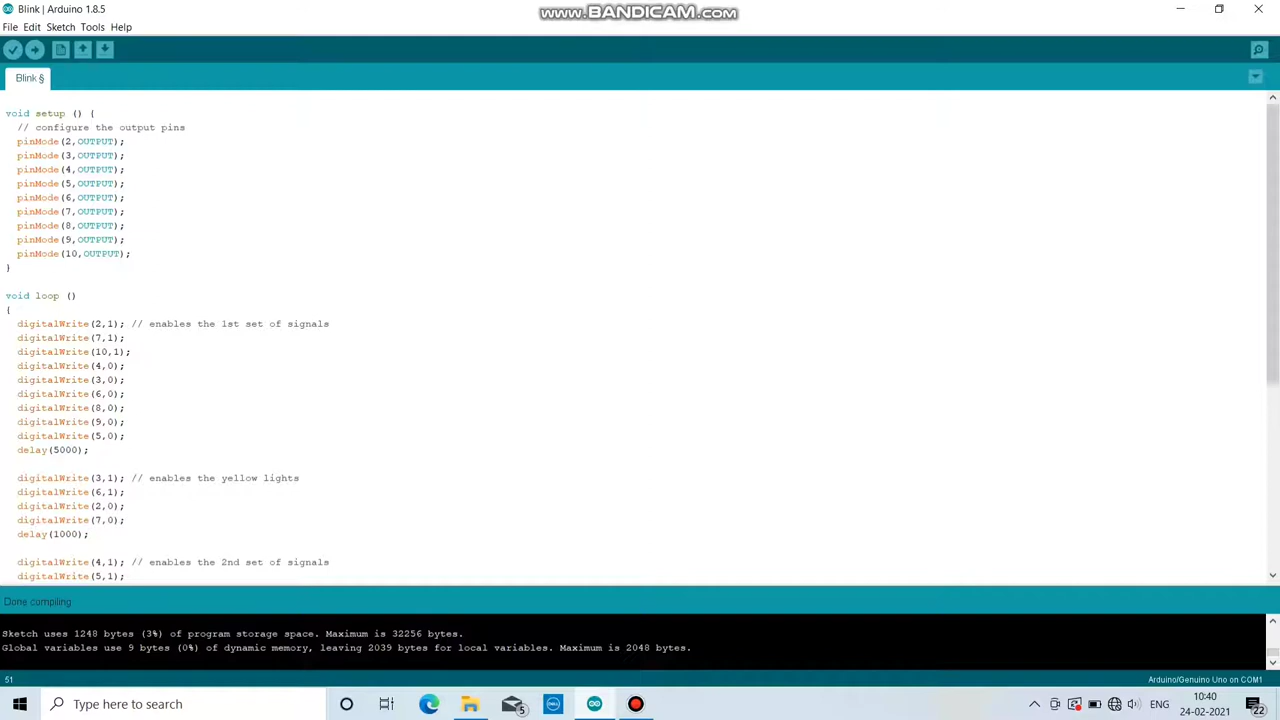 Blink | Arduino 1.8.5
www.BANDICAM.com
File Edit Sketch Tools Help
Blink §
void setup () {
// configure the output pins
pinMode(2,OUTPUT);
pinMode(3,OUTPUT);
pinMode(4,OUTPUT);
pinMode(5,OUTPUT);
pinMode(6,OUTPUT);
pinMode(7,OUTPUT);
pinMode(8,OUTPUT);
pinMode(9,OUTPUT);
pinMode(10,OUTPUT);
}
void loop ()
{
digitalWrite(2,1); // enables the 1st set of signals
digitalWrite(7,1);
digitalWrite(10,1);
digitalWrite(4,0);
digitalWrite(3,0);
digitalWrite(6,0);
digitalWrite(8,0);
digitalWrite(9,0);
digitalWrite(5,0);
delay(5000);
digitalWrite(3,1); // enables the yellow lights
digitalWrite(6,1);
digitalWrite(2,0);
digitalWrite(7,0);
delay(1000);
digitalWrite(4,1); // enables the 2nd set of signals
digitalWrite(5,1);
Done compiling
Sketch uses 1248 bytes (3%) of program storage space. Maximum is 32256 bytes.
Global variables use 9 bytes (0%) of dynamic memory, leaving 2039 bytes for local variables. Maximum is 2048 bytes.
51
Arduino/Genuino Uno on COM1
Type here to search
5
DELL
ENG
10:40
24-02-2021
22